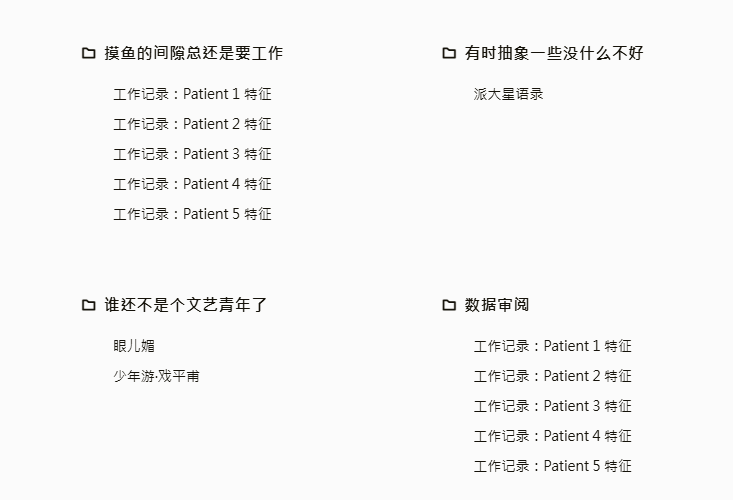 摸鱼的间隙总还是要工作
工作记录：Patient 1 特征
工作记录：Patient 2 特征
工作记录：Patient 3 特征
工作记录：Patient 4 特征
工作记录：Patient 5 特征
有时抽象一些没什么不好
派大星语录
谁还不是个文艺青年了
眼儿媚
少年游·戏平甫
数据审阅
工作记录：Patient 1 特征
工作记录：Patient 2 特征
工作记录：Patient 3 特征
工作记录：Patient 4 特征
工作记录：Patient 5 特征